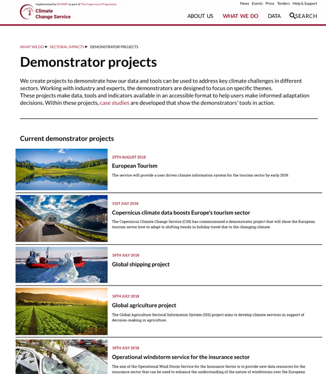 Implemented by ECMWF as part of The Copernicus Programme
News Events Press Tenders Help & Support
Climate
Change Service
ABOUT US WHAT WE DO DATA SEARCH
WHAT WE DO SECTORAL IMPACTS DEMONSTRATOR PROJECTS
Demonstrator projects
We create projects to demonstrate how our data and tools can be used to address key climate challenges in different
sectors. Working with industry and experts, the demonstrators are designed to focus on specific themes.
These projects make data, tools and indicators available in an accessible format to help users make informed adaptation
decisions. Within these projects, case studies are developed that show the demonstrators' tools in action.
Current demonstrator projects
29TH AUGUST 2018
European Tourism
The service will provide a user driven climate information system for the tourism sector by early 2019.
31ST JULY 2018
Copernicus climate data boosts Europe's tourism sector
The Copernicus Climate Change Service (C3S) has commissioned a demonstrator project that will show the European
tourism how to adapt to shifting trends in holiday travel due to the changing climate
18TH JULY 2018
Global shipping project
18TH JULY 2018
Global agriculture project
The Global Agriculture Sectoral Information System (SIS) project aims to develop climate services in support of
decision-making in agriculture.
18TH JULY 2018
Operational windstorm service for the insurance sector
The aim of the Operational Wind Storm Service for the Insurance Sector is to provide new data resources for the
insurance sector that can be used to enhance the understanding of the nature of windstorms over the European